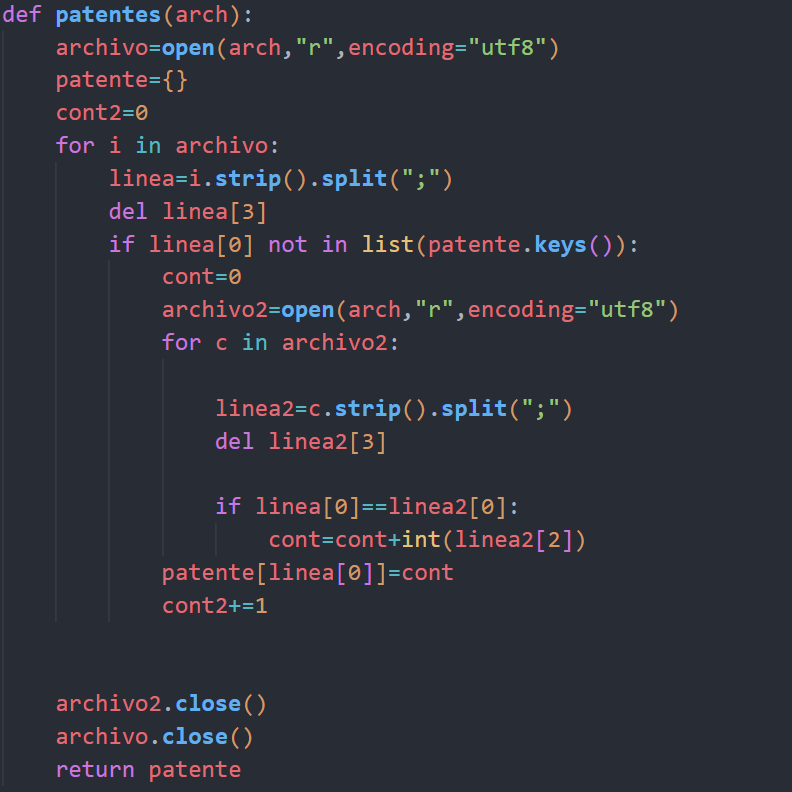 def patentes(arch):
    archivo=open(arch,"r",encoding="utf8")
    patente={}
    cont2=0
    for i in archivo:
        linea=i.strip().split(";")
        del linea[3]
        if linea[0] not in list(patente.keys()):
            cont=0
            archivo2=open(arch,"r",encoding="utf8")
            for c in archivo2:
                linea2=c.strip().split(";")
                del linea2[3]
                if linea[0]==linea2[0]:
                    cont=cont+int(linea2[2])
            patente[linea[0]]=cont
            cont2+=1
    archivo2.close()
    archivo.close()
    return patente